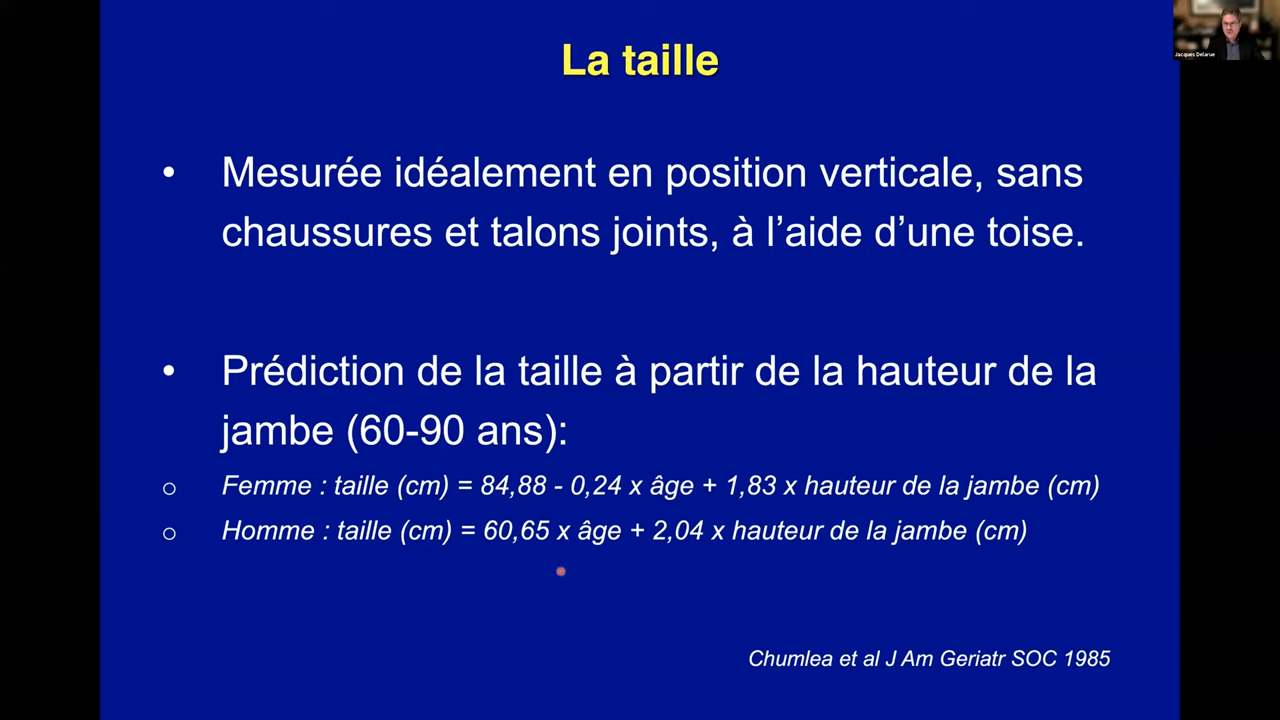 La taille
Jacques Delarue
• Mesurée idéalement en position verticale, sans
chaussures et talons joints, à l’aide d’une toise.
• Prédiction de la taille à partir de la hauteur de la
jambe (60-90 ans):
o Femme : taille (cm) = 84,88 - 0,24 x âge + 1,83 x hauteur de la jambe (cm)
o Homme : taille (cm) = 60,65 x âge + 2,04 x hauteur de la jambe (cm)
Chumlea et al J Am Geriatr SOC 1985